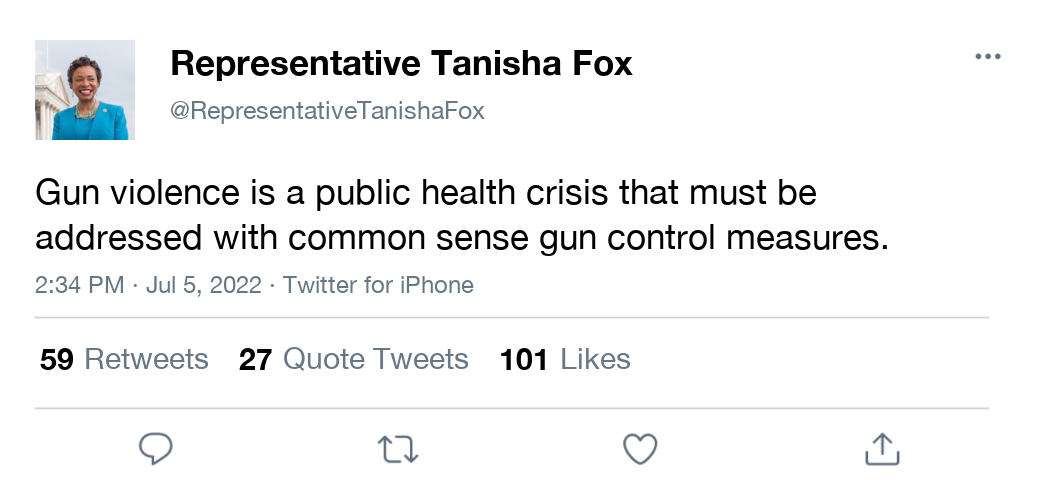 Representative Tanisha Fox
@RepresentativeTanishaFox
Gun violence is a public health crisis that must be
addressed with common sense gun control measures.
2:34 PM · Jul 5, 2022 · Twitter for iPhone
59 Retweets 27 Quote Tweets 101 Likes